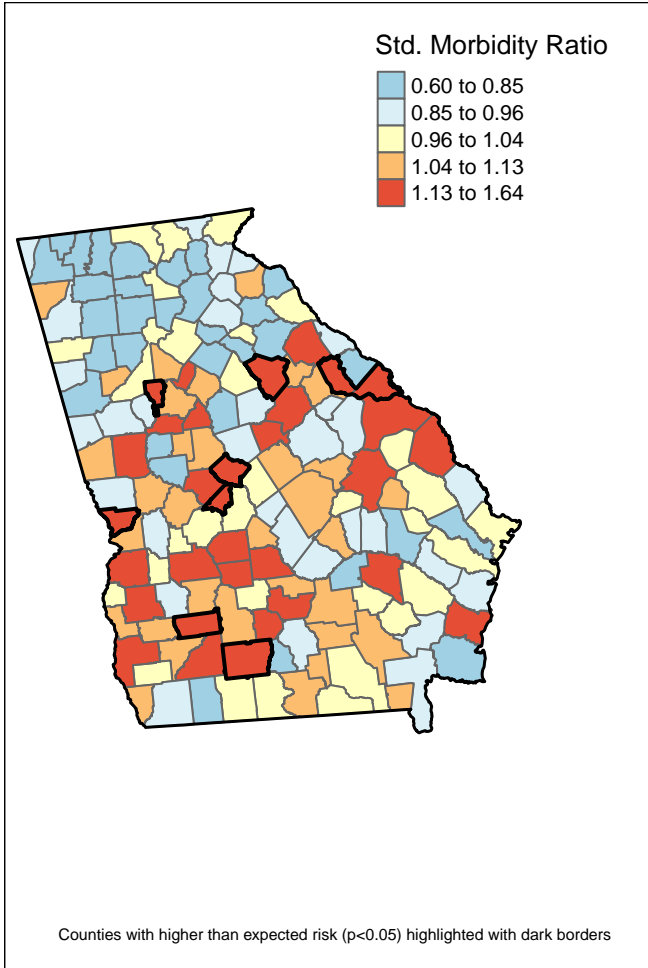 Std. Morbidity Ratio
0.60 to 0.85
0.85 to 0.96
0.96 to 1.04
1.04 to 1.13
1.13 to 1.64
Counties with higher than expected risk (p<0.05) highlighted with dark borders